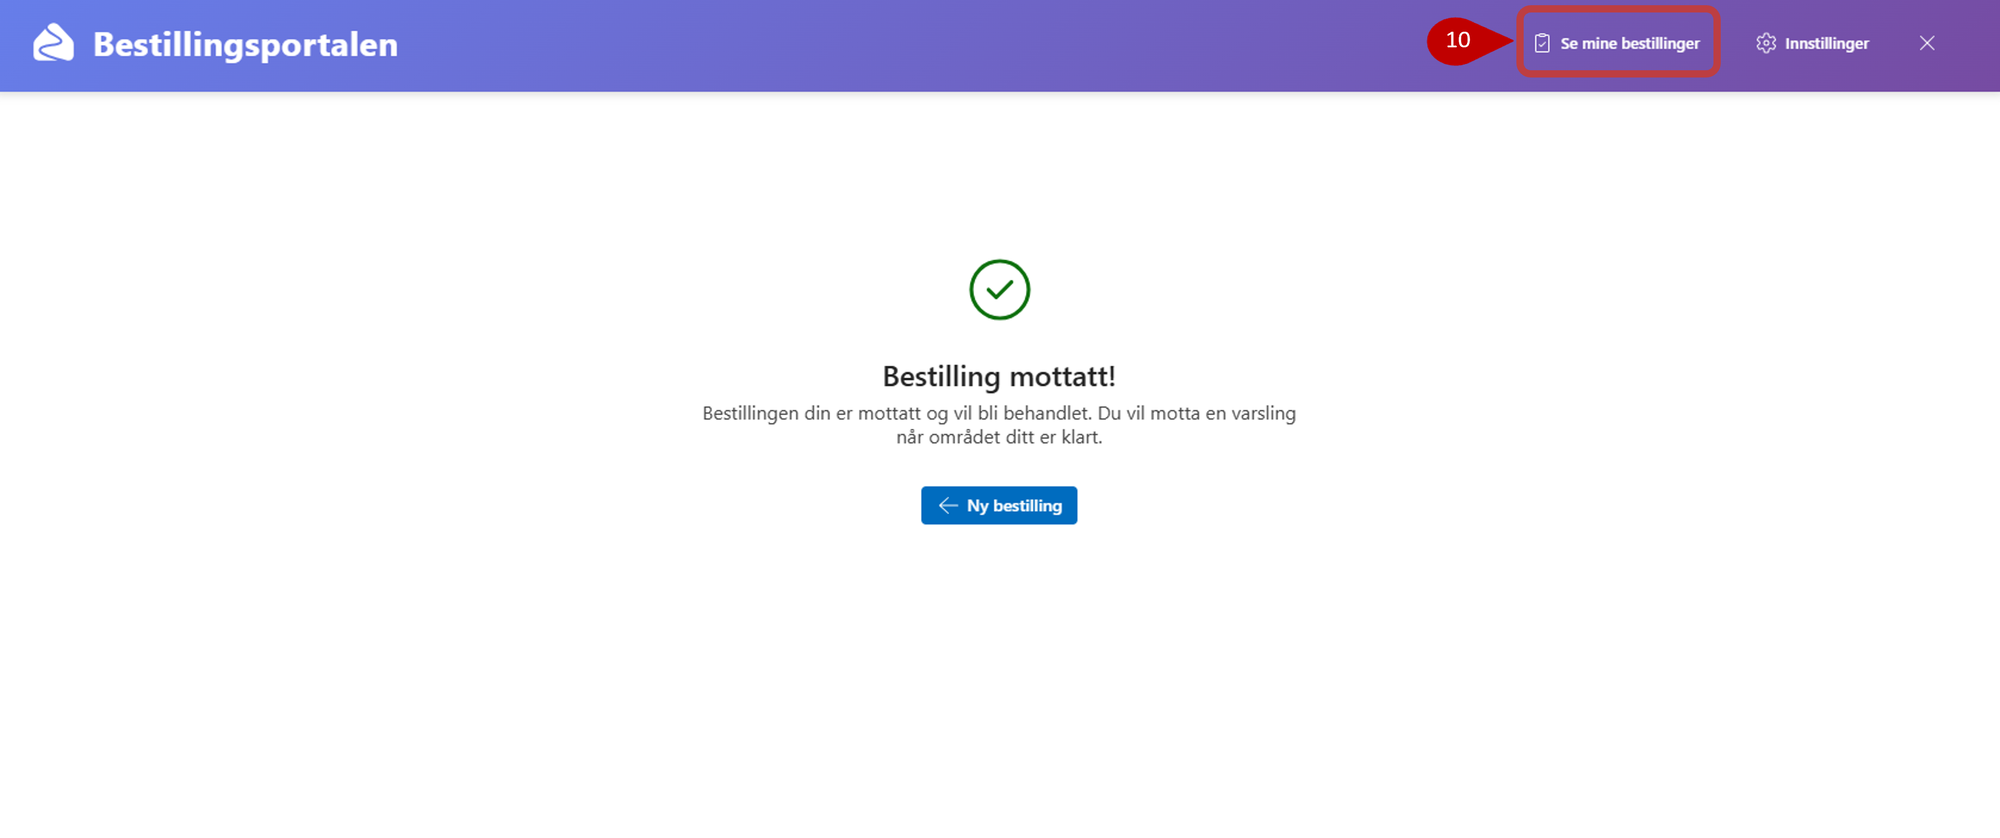 Bestillingsportalen
10
Se mine bestillinger
Innstillinger
Bestilling mottatt!
Bestillingen din er mottatt og vil bli behandlet. Du vil motta en varsling
når området ditt er klart.
Ny bestilling